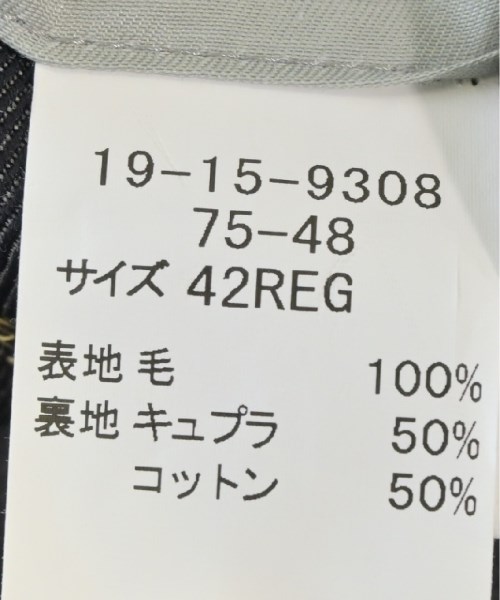 19-15-9308
75-48
サイズ 42REG
表地 毛 100%
裏地 キュプラ 50%
コットン 50%